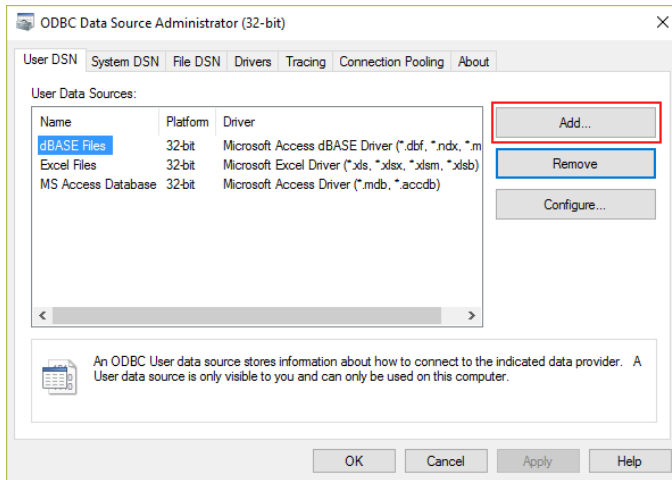 ODBC Data Source Administrator (32-bit)
User DSN System DSN File DSN Drivers Tracing Connection Pooling About
User Data Sources:
Name Platform Driver
dBASE Files 32-bit Microsoft Access dBASE Driver (*.dbf, *.ndx, *.m
Excel Files 32-bit Microsoft Excel Driver (*.xls, *.xlsx, *.xlsm, *.xlsb)
MS Access Database 32-bit Microsoft Access Driver (*.mdb, *.accdb)
Add...
Remove
Configure...
An ODBC User data source stores information about how to connect to the indicated data provider. A
User data source is only visible to you and can only be used on this computer.
OK Cancel Apply Help